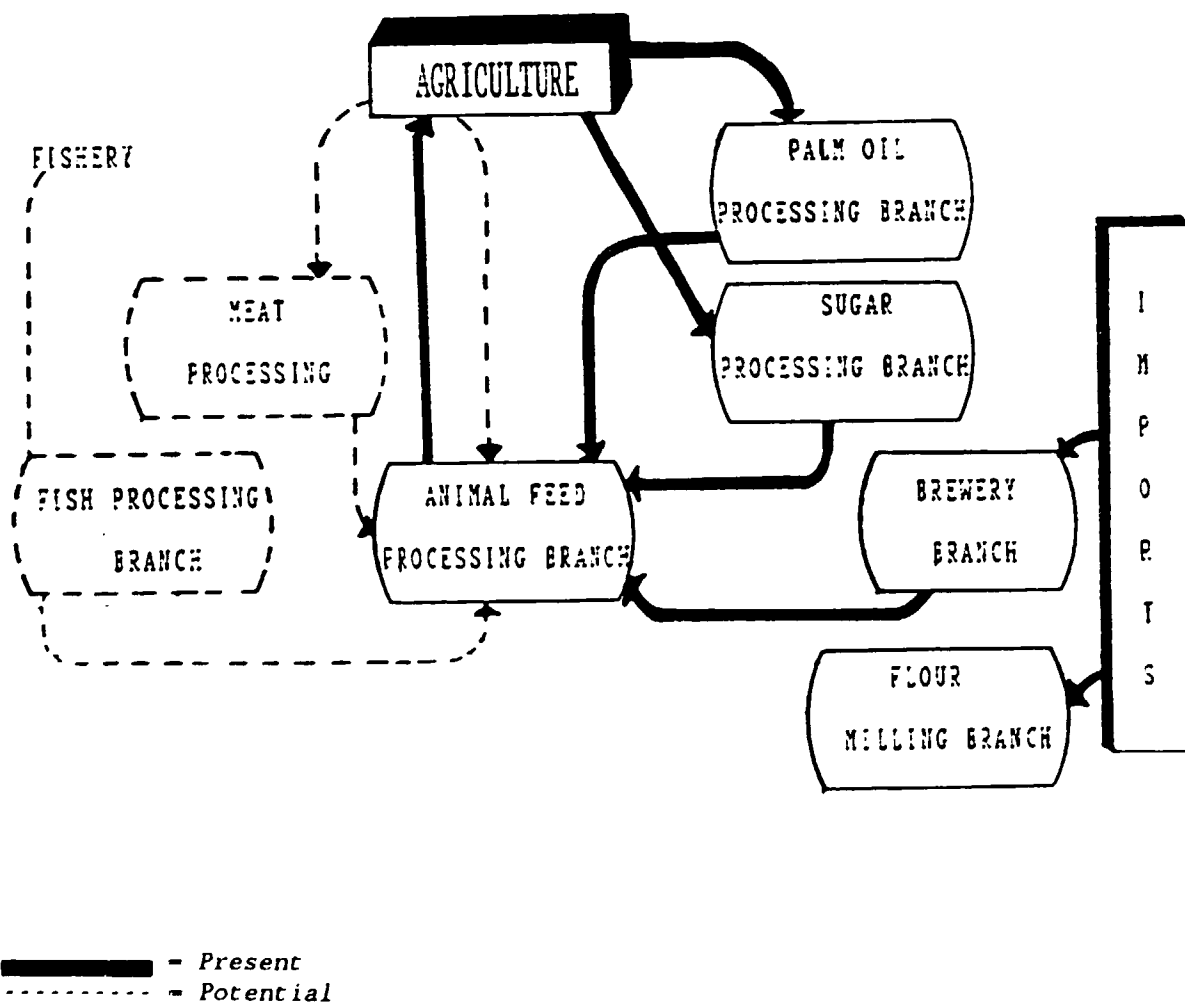 AGRICULTURE
FISHERY
PALM OIL
PROCESSING BRANCH
MEAT
PROCESSING
SUGAR
PROCESSING BRANCH
FISH PROCESSING
BRANCH
ANIMAL FEED
PROCESSING BRANCH
BREWERY
BRANCH
FLOUR
MILLING BRANCH
I
M
P
O
R
T
S
= Present
= Potential